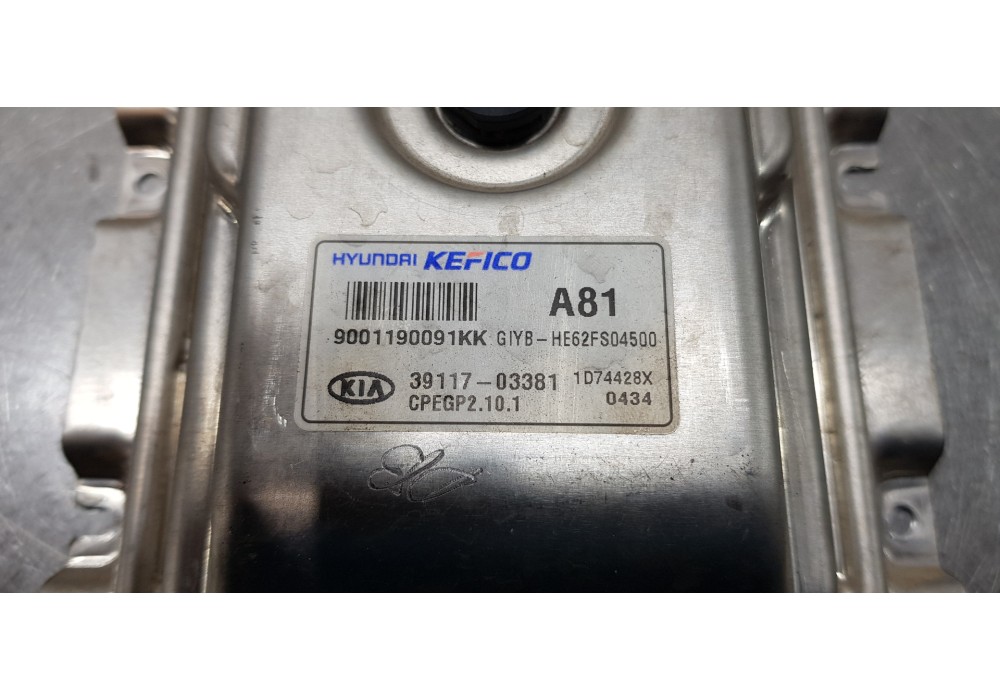 HYUNDAI KEFICO
A81
9001190091KK GIYB-HE62FS04500
KIA 39117-03381 1D74428X
CPEGP2.10.1 0434